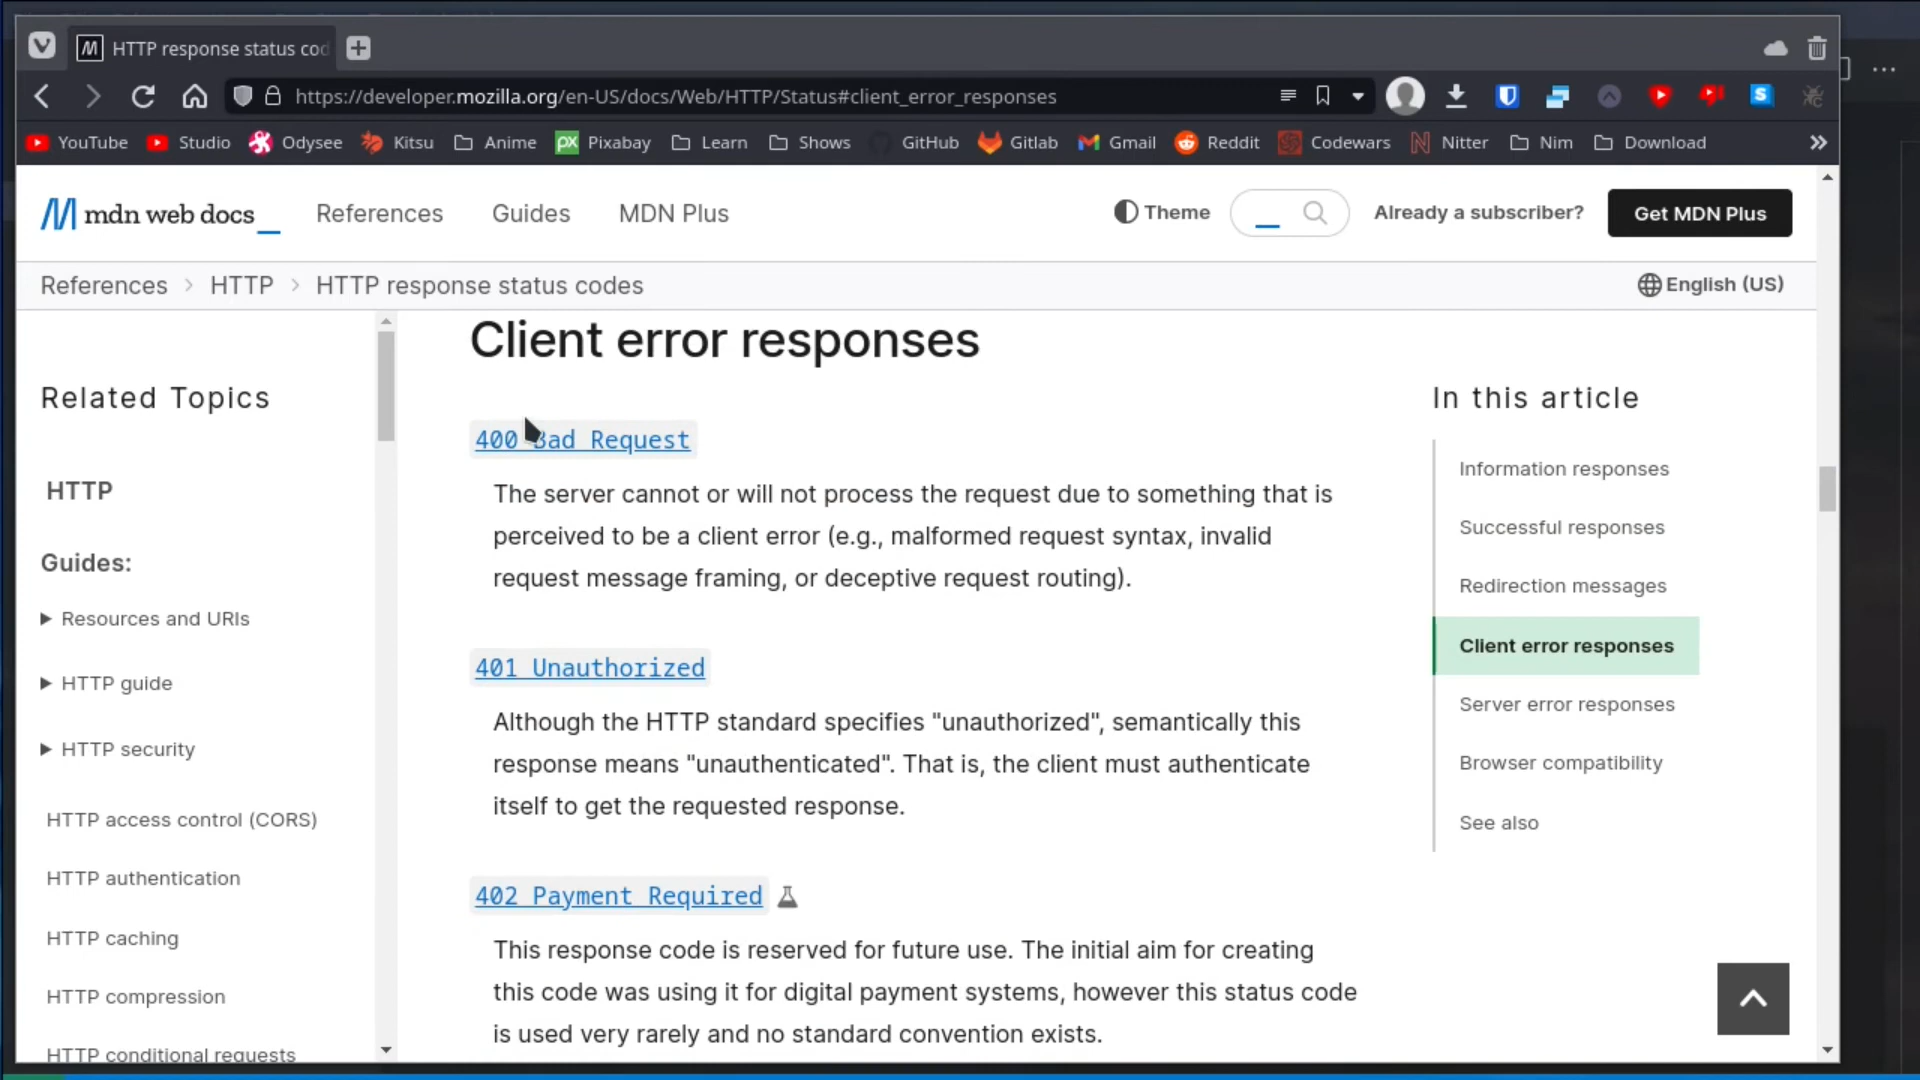 HTTP response status cod
https://developer.mozilla.org/en-US/docs/Web/HTTP/Status#client_error_responses
YouTube Studio Odysee Kitsu Anime Pixabay Learn Shows GitHub Gitlab Gmail Reddit Codewars Nitter Nim Download
mdn web docs_ References Guides MDN Plus Theme Already a subscriber? Get MDN Plus
References > HTTP > HTTP response status codes English (US)
Related Topics
HTTP
Guides:
Resources and URIs
HTTP guide
HTTP security
HTTP access control (CORS)
HTTP authentication
HTTP caching
HTTP compression
HTTP conditional requests
Client error responses
400 Bad Request
The server cannot or will not process the request due to something that is
perceived to be a client error (e.g., malformed request syntax, invalid
request message framing, or deceptive request routing).
401 Unauthorized
Although the HTTP standard specifies "unauthorized", semantically this
response means "unauthenticated". That is, the client must authenticate
itself to get the requested response.
402 Payment Required
This response code is reserved for future use. The initial aim for creating
this code was using it for digital payment systems, however this status code
is used very rarely and no standard convention exists.
In this article
Information responses
Successful responses
Redirection messages
Client error responses
Server error responses
Browser compatibility
See also